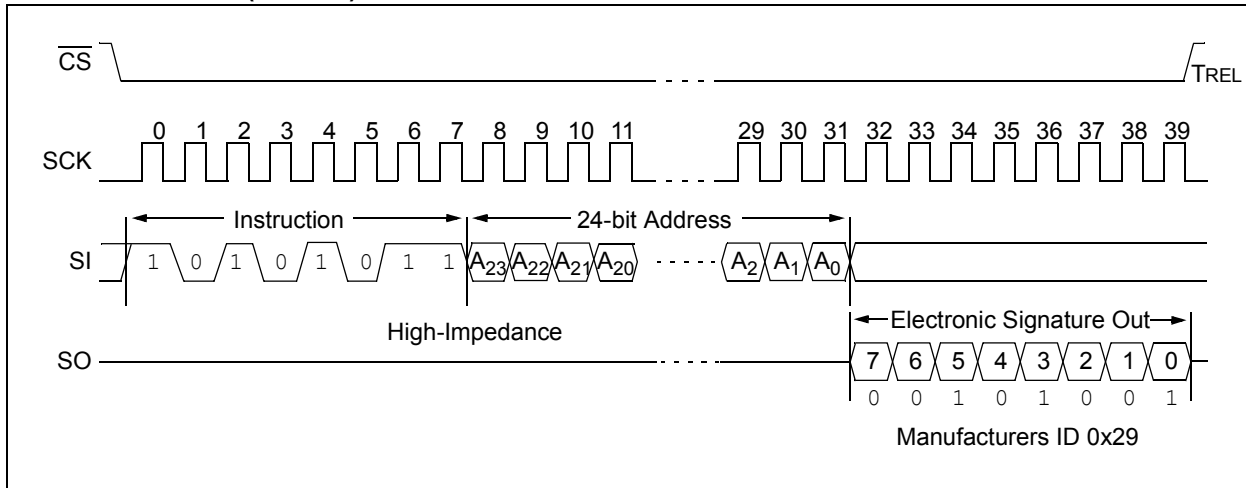 CS TREL
0 1 2 3 4 5 6 7 8 9 10 11 29 30 31 32 33 34 35 36 37 38 39
SCK
Instruction 24-bit Address
SI 1 0 1 0 1 0 1 1 A23 A22 A21 A20 A2 A1 A0
High-Impedance Electronic Signature Out
SO 7 6 5 4 3 2 1 0
0 0 1 0 1 0 0 1
Manufacturers ID 0x29